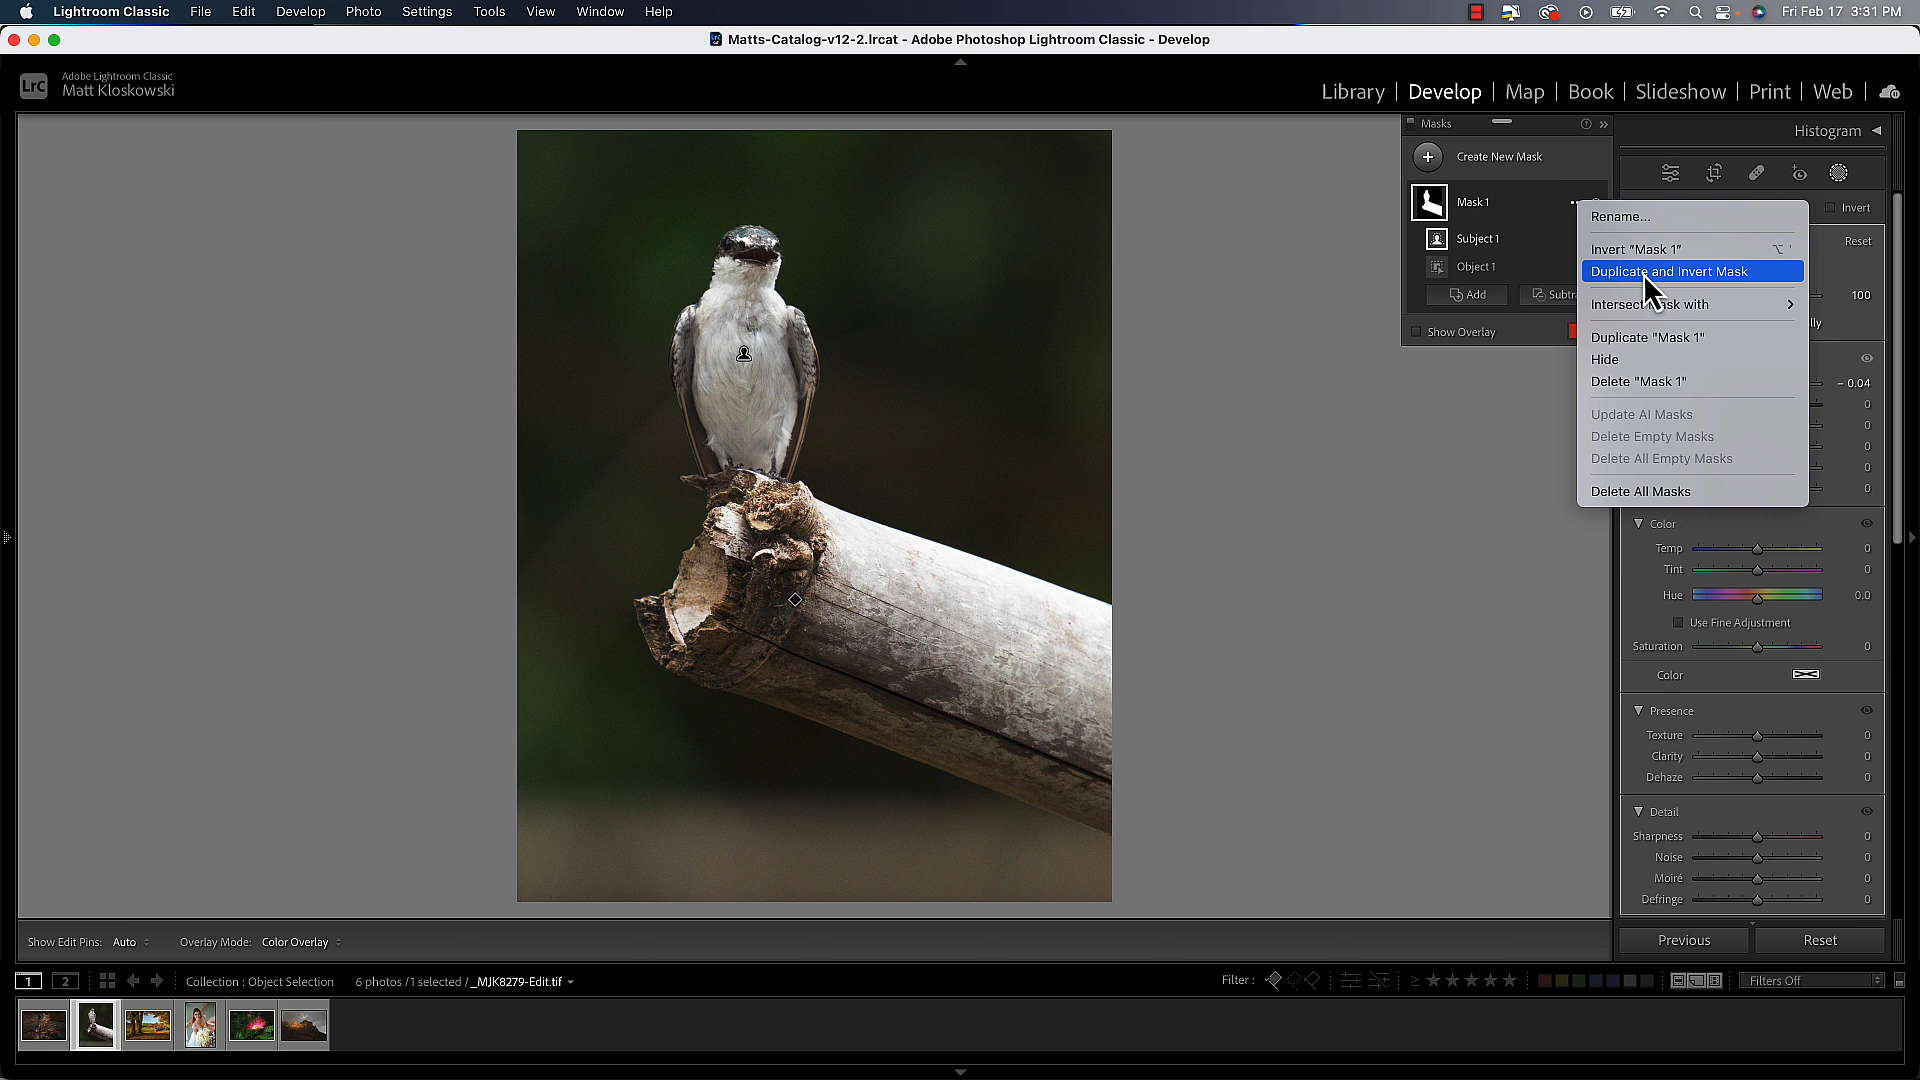 Lightroom Classic File Edit Develop Photo Settings Tools View Window Help Fri Feb 17 3:31 PM
Matts-Catalog-v12-2.lrcat - Adobe Photoshop Lightroom Classic - Develop
LrC
Adobe Lightroom Classic
Matt Kloskowski
Library | Develop | Map | Book | Slideshow | Print | Web
Masks
Create New Mask
Mask 1
Subject 1
Object 1
Add
Show Overlay
Rename...
Invert "Mask 1"
Duplicate and Invert Mask
Intersect Mask with
Duplicate "Mask 1"
Hide
Delete "Mask 1"
Update AI Masks
Delete Empty Masks
Delete All Empty Masks
Delete All Masks
Histogram
Invert
Reset
100
– 0.04
0
0
0
0
0
Color
Temp 0
Tint 0
Hue 0.0
Use Fine Adjustment
Saturation 0
Color
Presence
Texture 0
Clarity 0
Dehaze 0
Detail
Sharpness 0
Noise 0
Moiré 0
Defringe 0
Previous Reset
Show Edit Pins: Auto Overlay Mode: Color Overlay
1 2 Collection : Object Selection 6 photos / 1 selected / _MJK8279-Edit.tif Filter : ≥ Filters Off